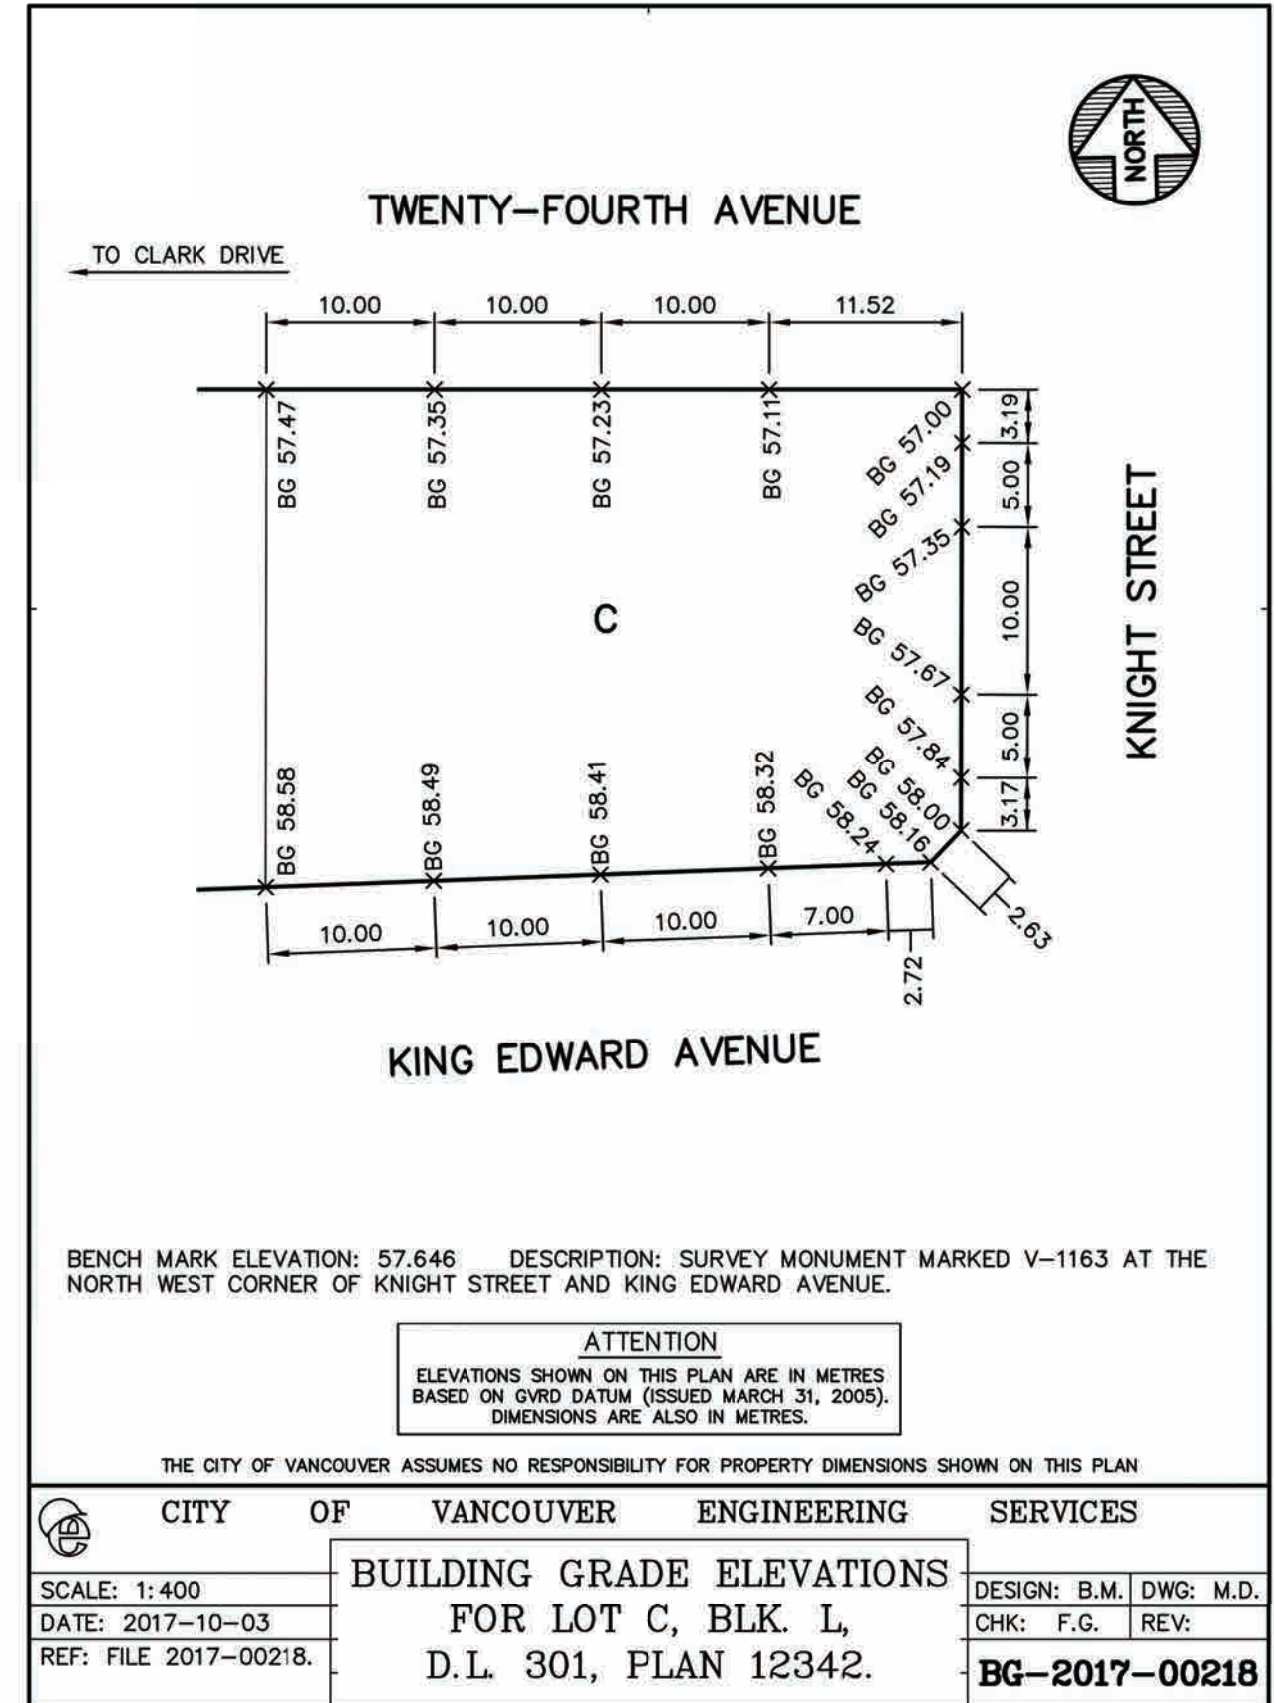 NORTH
TWENTY–FOURTH AVENUE
TO CLARK DRIVE
10.00 10.00 10.00 11.52
BG 57.47
BG 57.35
BG 57.23
BG 57.11
BG 57.00
BG 57.19
BG 57.35
BG 57.67
BG 57.84
BG 58.00
BG 58.16
BG 58.24
BG 58.32
BG 58.41
BG 58.49
BG 58.58
3.19
5.00
10.00
5.00
3.17
KNIGHT STREET
C
10.00 10.00 10.00 7.00
2.72
2.63
KING EDWARD AVENUE
BENCH MARK ELEVATION: 57.646 DESCRIPTION: SURVEY MONUMENT MARKED V–1163 AT THE
NORTH WEST CORNER OF KNIGHT STREET AND KING EDWARD AVENUE.
ATTENTION
ELEVATIONS SHOWN ON THIS PLAN ARE IN METRES
BASED ON GVRD DATUM (ISSUED MARCH 31, 2005).
DIMENSIONS ARE ALSO IN METRES.
THE CITY OF VANCOUVER ASSUMES NO RESPONSIBILITY FOR PROPERTY DIMENSIONS SHOWN ON THIS PLAN
CITY OF VANCOUVER ENGINEERING SERVICES
BUILDING GRADE ELEVATIONS
FOR LOT C, BLK. L,
D.L. 301, PLAN 12342.
SCALE: 1:400
DATE: 2017–10–03
REF: FILE 2017–00218.
DESIGN: B.M. DWG: M.D.
CHK: F.G. REV:
BG–2017–00218